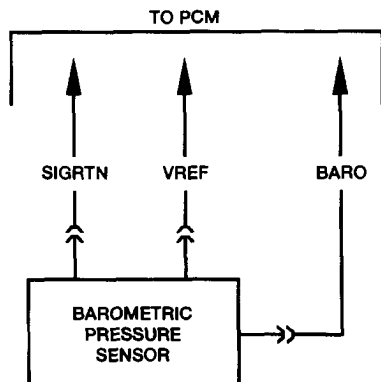 TO PCM
SIGRTN VREF BARO
BAROMETRIC
PRESSURE
SENSOR